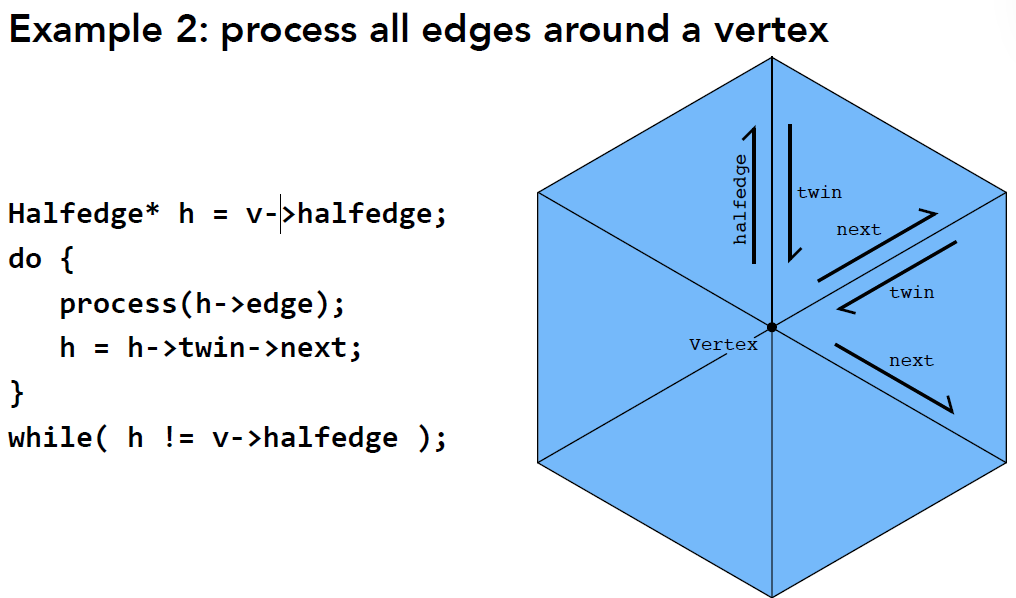 Example 2: process all edges around a vertex
Halfedge* h = v->halfedge;
do {
process(h->edge);
h = h->twin->next;
}
while( h != v->halfedge );
halfedge
twin
next
twin
Vertex
next